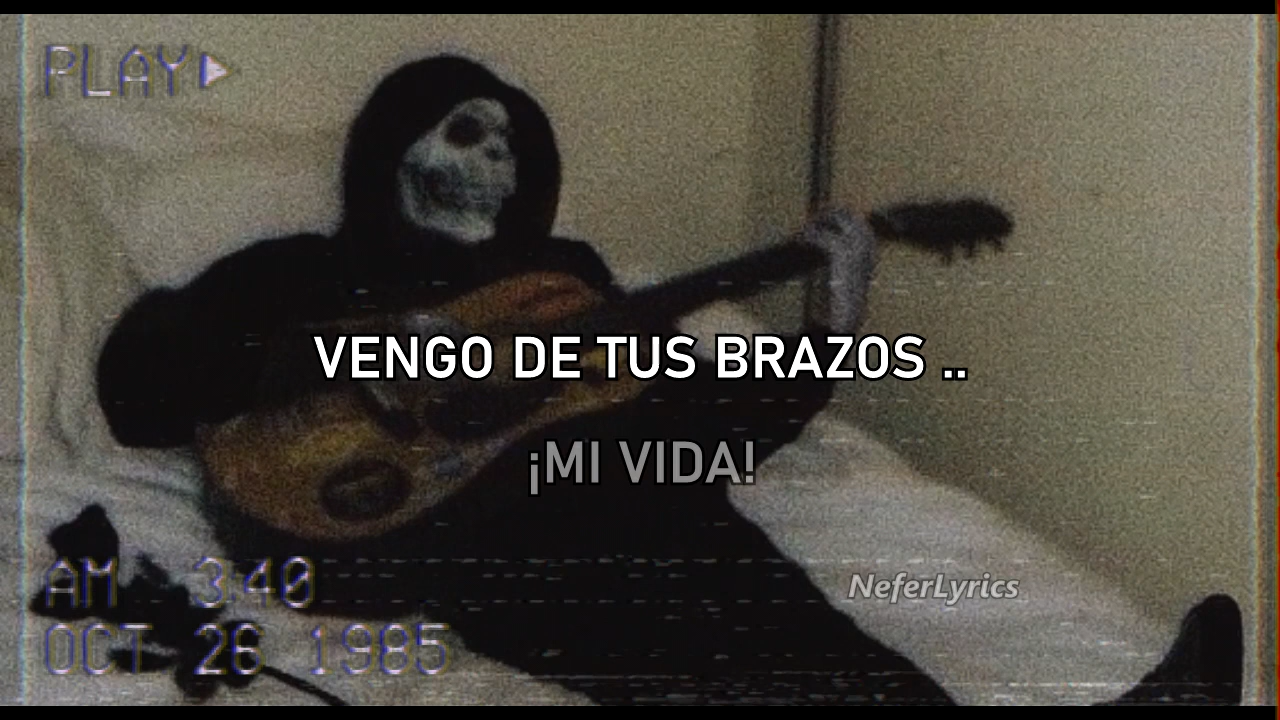 PLAY
VENGO DE TUS BRAZOS ..
¡MI VIDA!
AM 3:40
NeferLyrics
OCT 26 1985